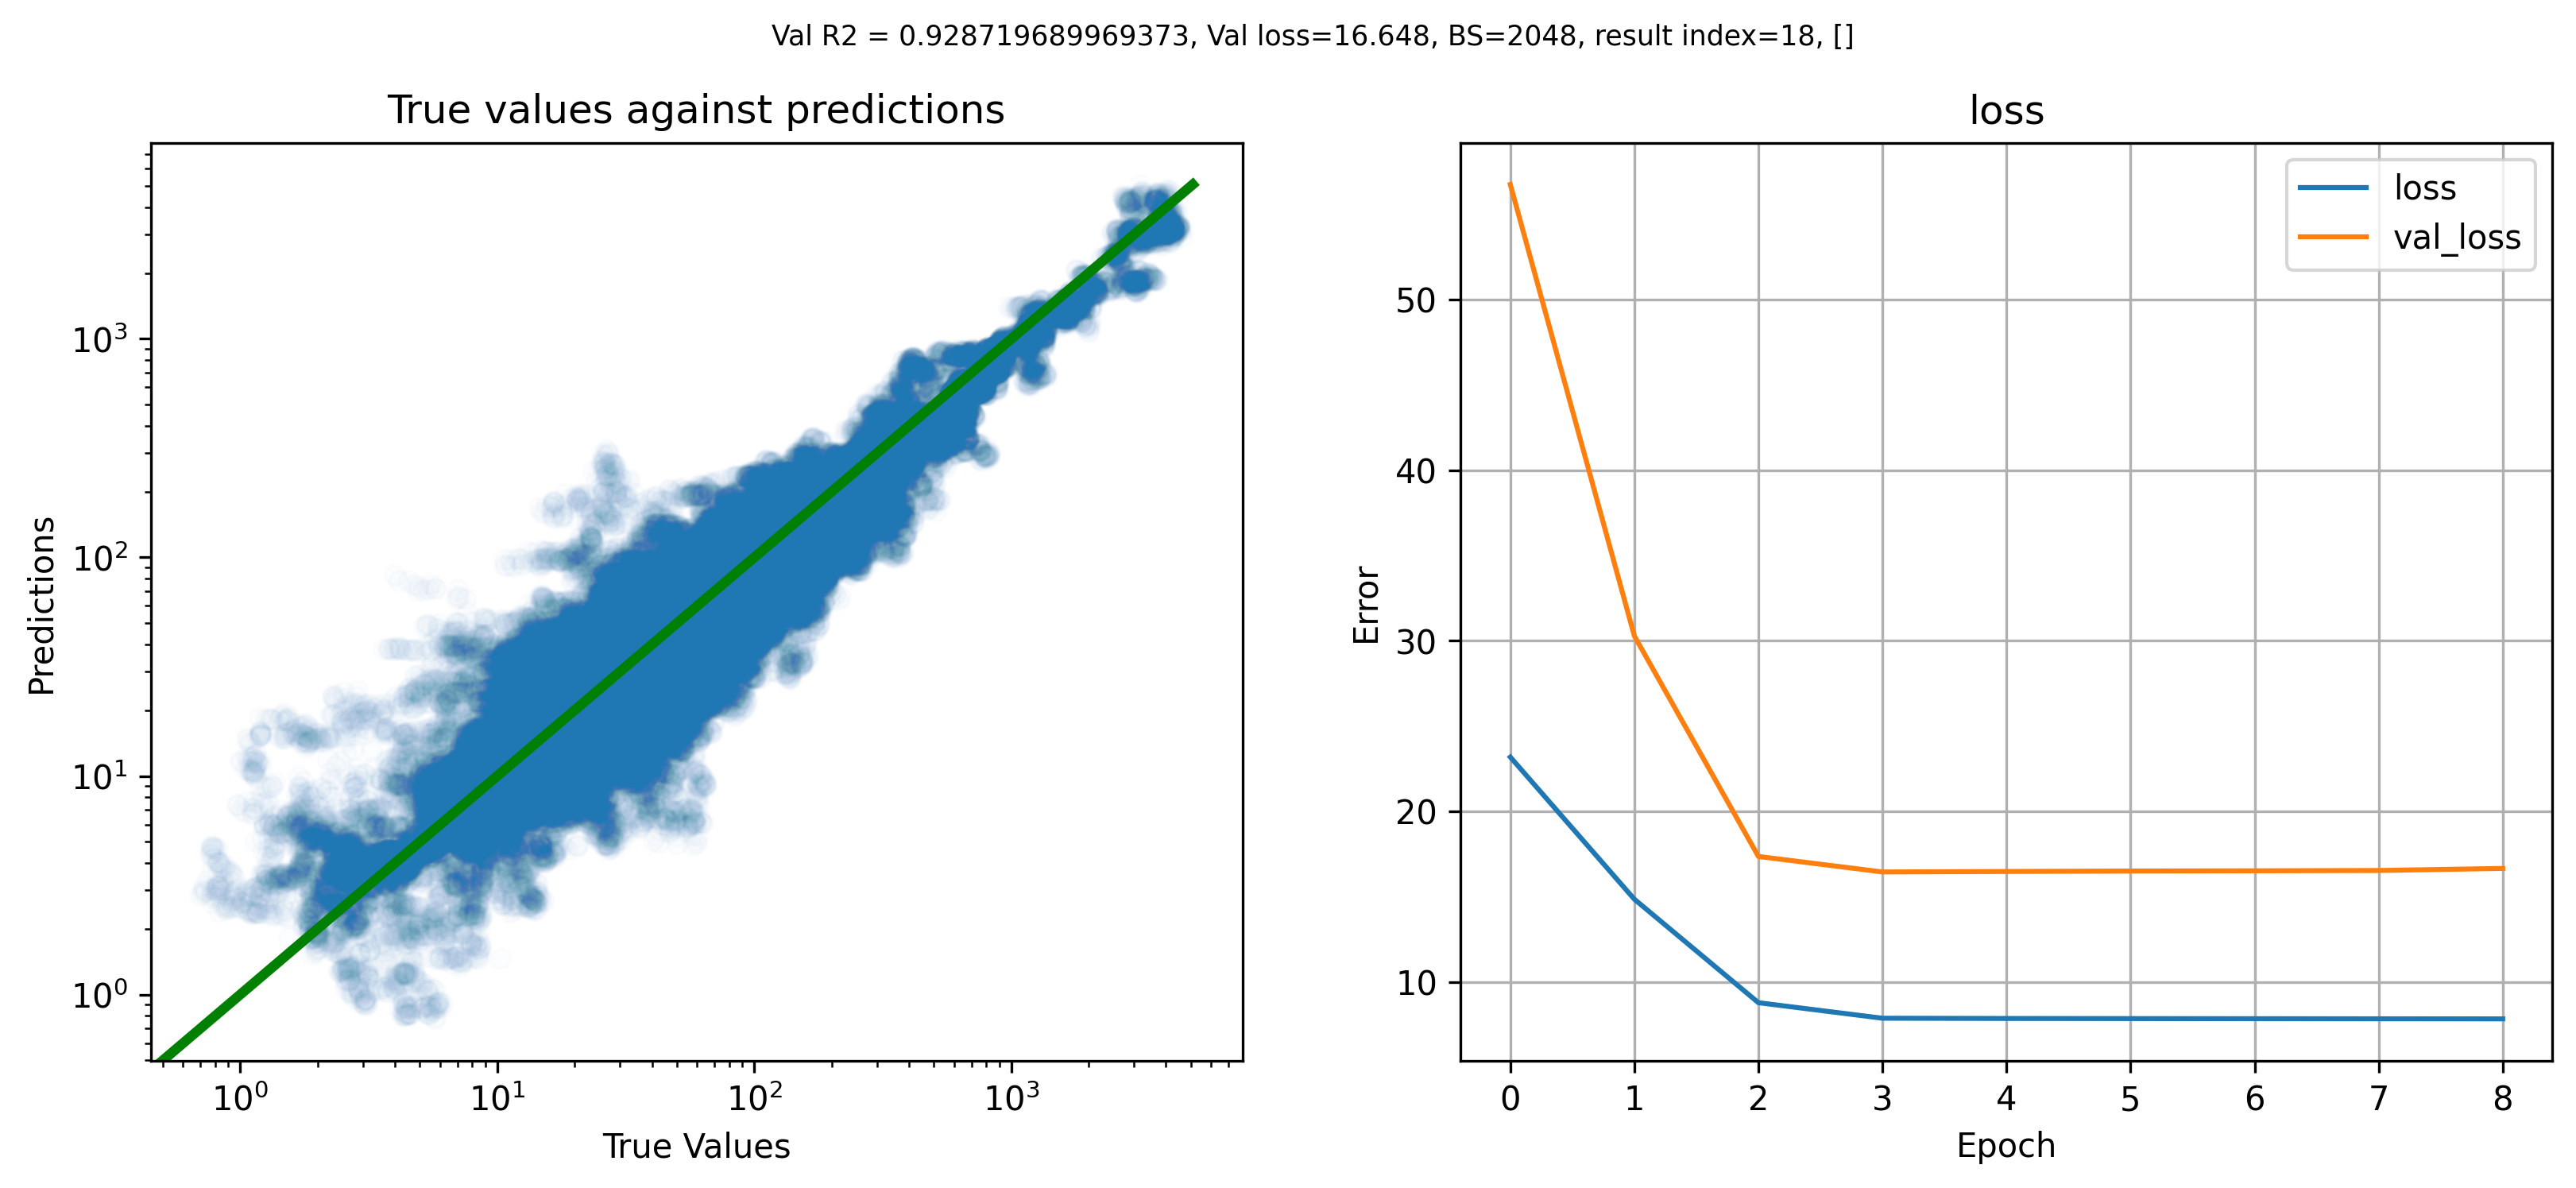 Val R2 = 0.928719689969373, Val loss=16.648, BS=2048, result index=18, []
True values against predictions
Predictions
10³
10²
10¹
10⁰
10⁰ 10¹ 10² 10³
True Values
loss
loss
val_loss
Error
50
40
30
20
10
0 1 2 3 4 5 6 7 8
Epoch